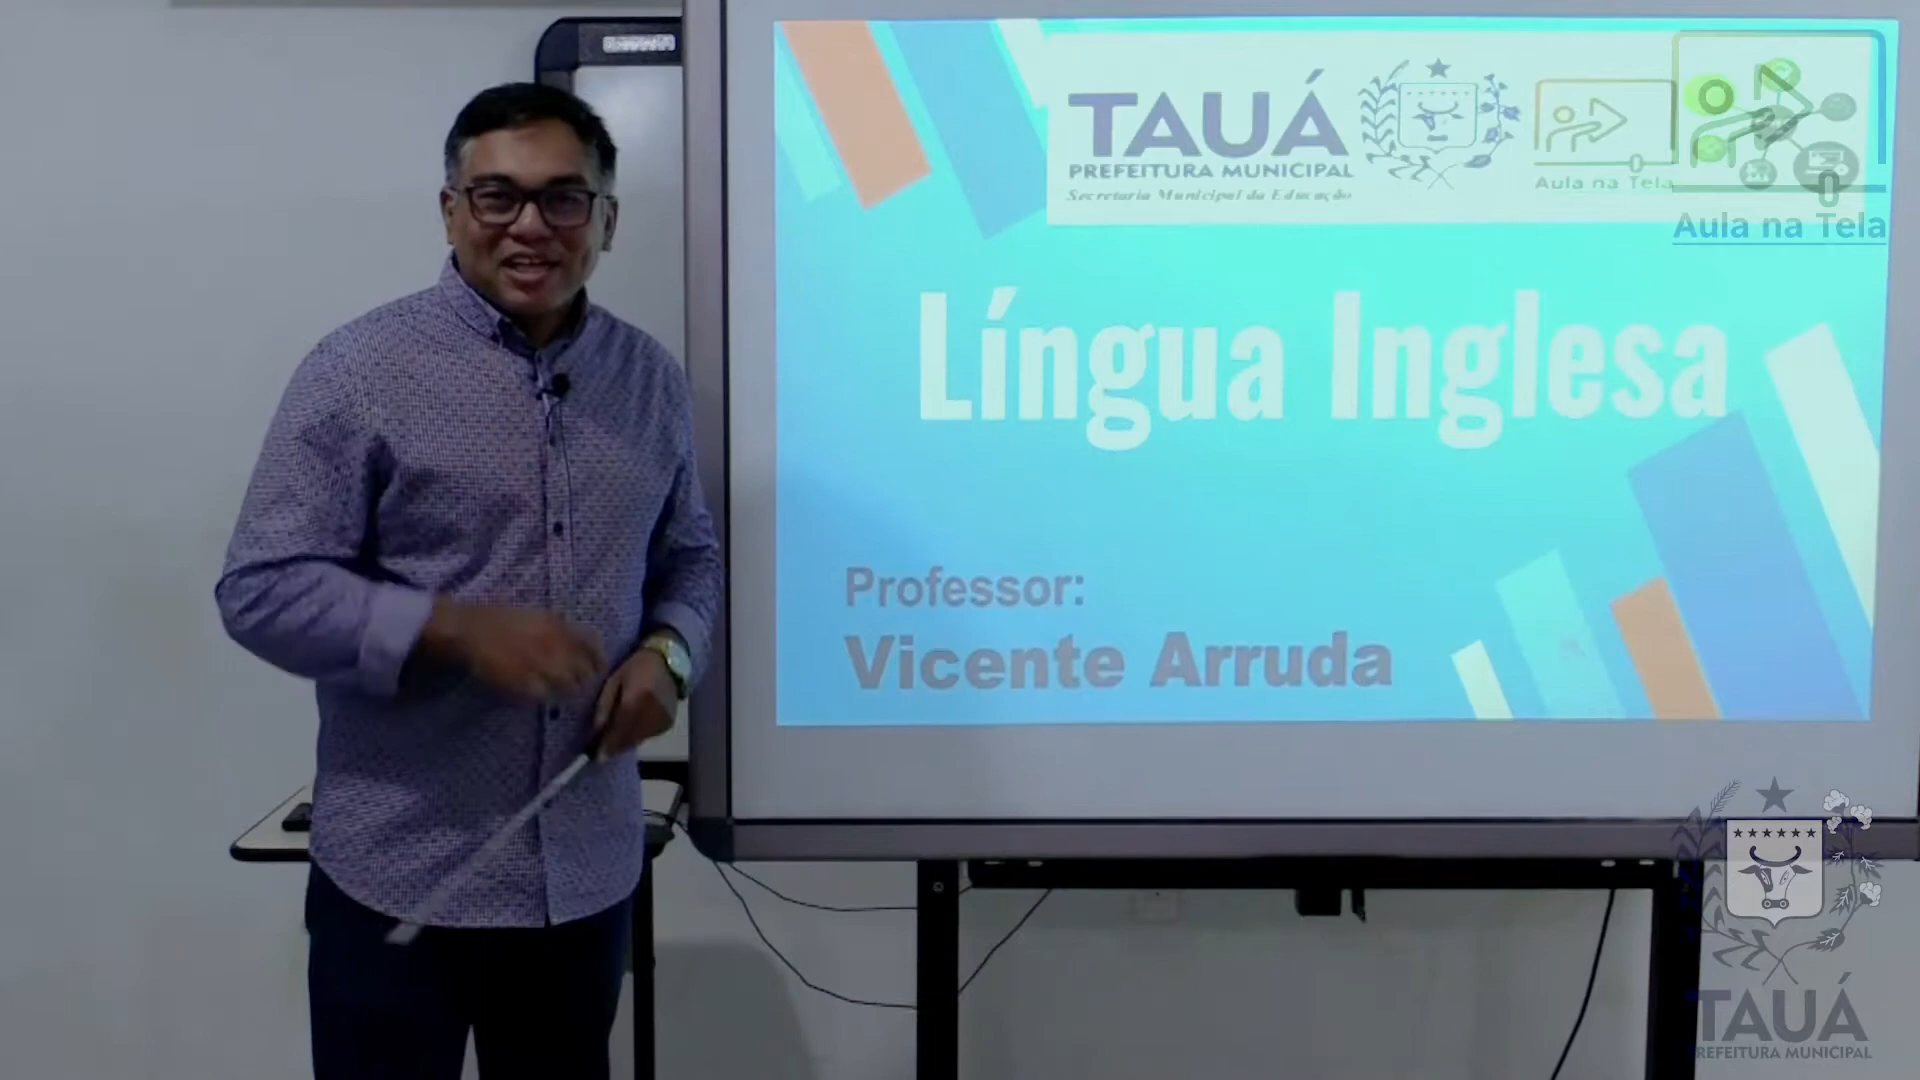 TAUÁ
PREFEITURA MUNICIPAL
Secretaria Municipal da Educação
Aula na Tela
Aula na Tela
Língua Inglesa
Professor:
Vicente Arruda
TAUÁ
PREFEITURA MUNICIPAL